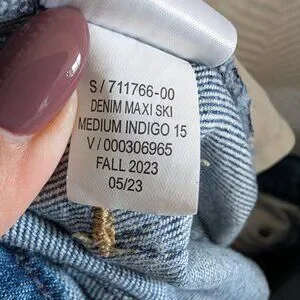 S/711766-00
DENIM MAXI SKI
MEDIUM INDIGO 15
V/000306965
FALL 2023
05/23